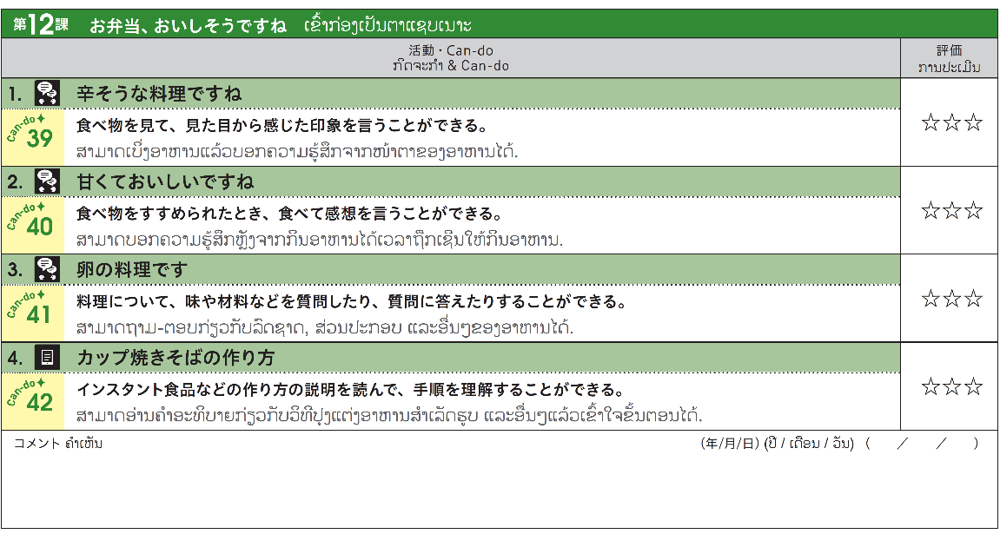 第12課 お弁当、おいしそうですね ເຂົ້າກ່ອງເປັນຕາແຊບເນາະ
活動・Can-do
ກິດຈະກຳ & Can-do
評価
ການປະເມີນ
1. 辛そうな料理ですね
Can-do 39
食べ物を見て、見た目から感じた印象を言うことができる。
ສາມາດເບິ່ງອາຫານແລ້ວບອກຄວາມຮູ້ສຶກຈາກໜ້າຕາຂອງອາຫານໄດ້.
☆☆☆
2. 甘くておいしいですね
Can-do 40
食べ物をすすめられたとき、食べて感想を言うことができる。
ສາມາດບອກຄວາມຮູ້ສຶກຫຼັງຈາກກິນອາຫານໄດ້ເວລາຖືກເຊີນໃຫ້ກິນອາຫານ.
☆☆☆
3. 卵の料理です
Can-do 41
料理について、味や材料などを質問したり、質問に答えたりすることができる。
ສາມາດຖາມ-ຕອບກ່ຽວກັບລົດຊາດ, ສ່ວນປະກອບ ແລະອື່ນໆຂອງອາຫານໄດ້.
☆☆☆
4. カップ焼きそばの作り方
Can-do 42
インスタント食品などの作り方の説明を読んで、手順を理解することができる。
ສາມາດອ່ານຄຳອະທິບາຍກ່ຽວກັບວິທີປຸງແຕ່ງອາຫານສຳເລັດຮູບ ແລະອື່ນໆແລ້ວເຂົ້າໃຈຂັ້ນຕອນໄດ້.
☆☆☆
コメント ຄຳເຫັນ
(年/月/日) (ປີ / ເດືອນ / ວັນ) ( / / )